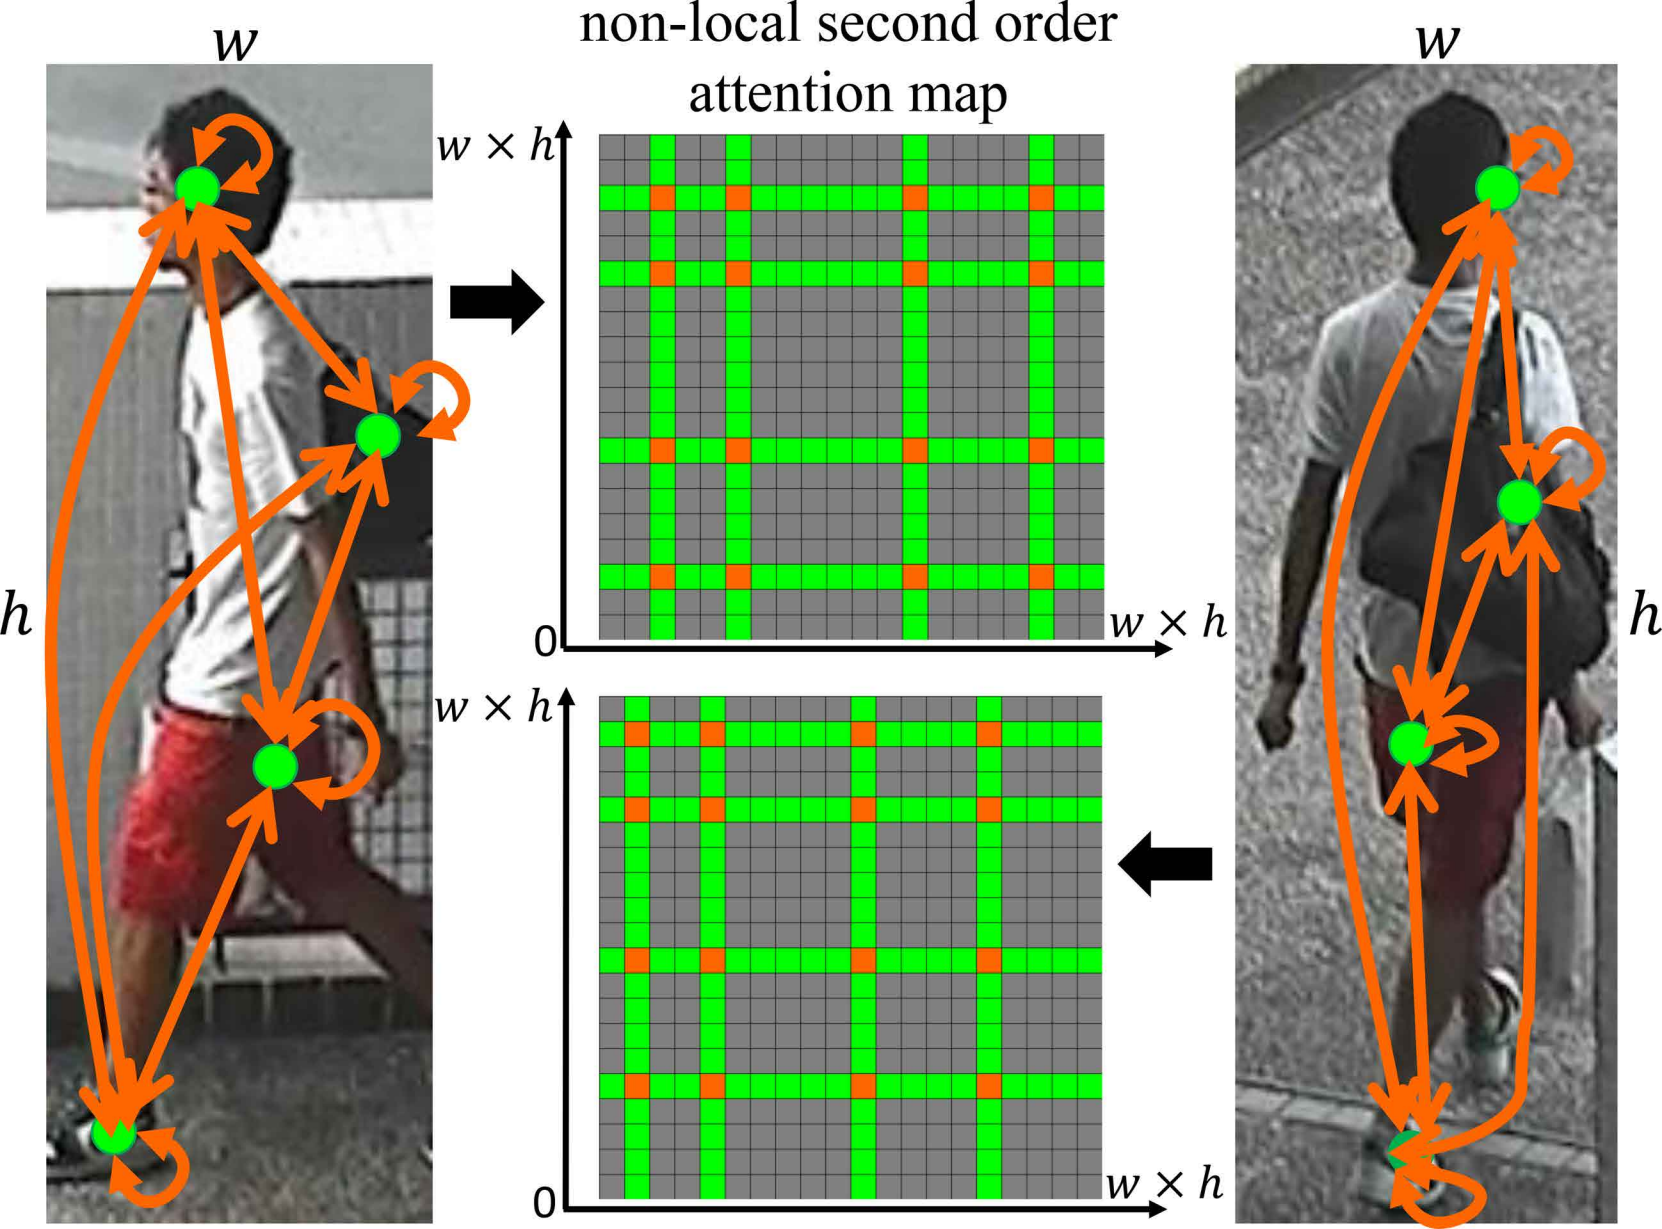 non-local second order
attention map
w
w
w × h
0
w × h
h
h
w × h
0
w × h